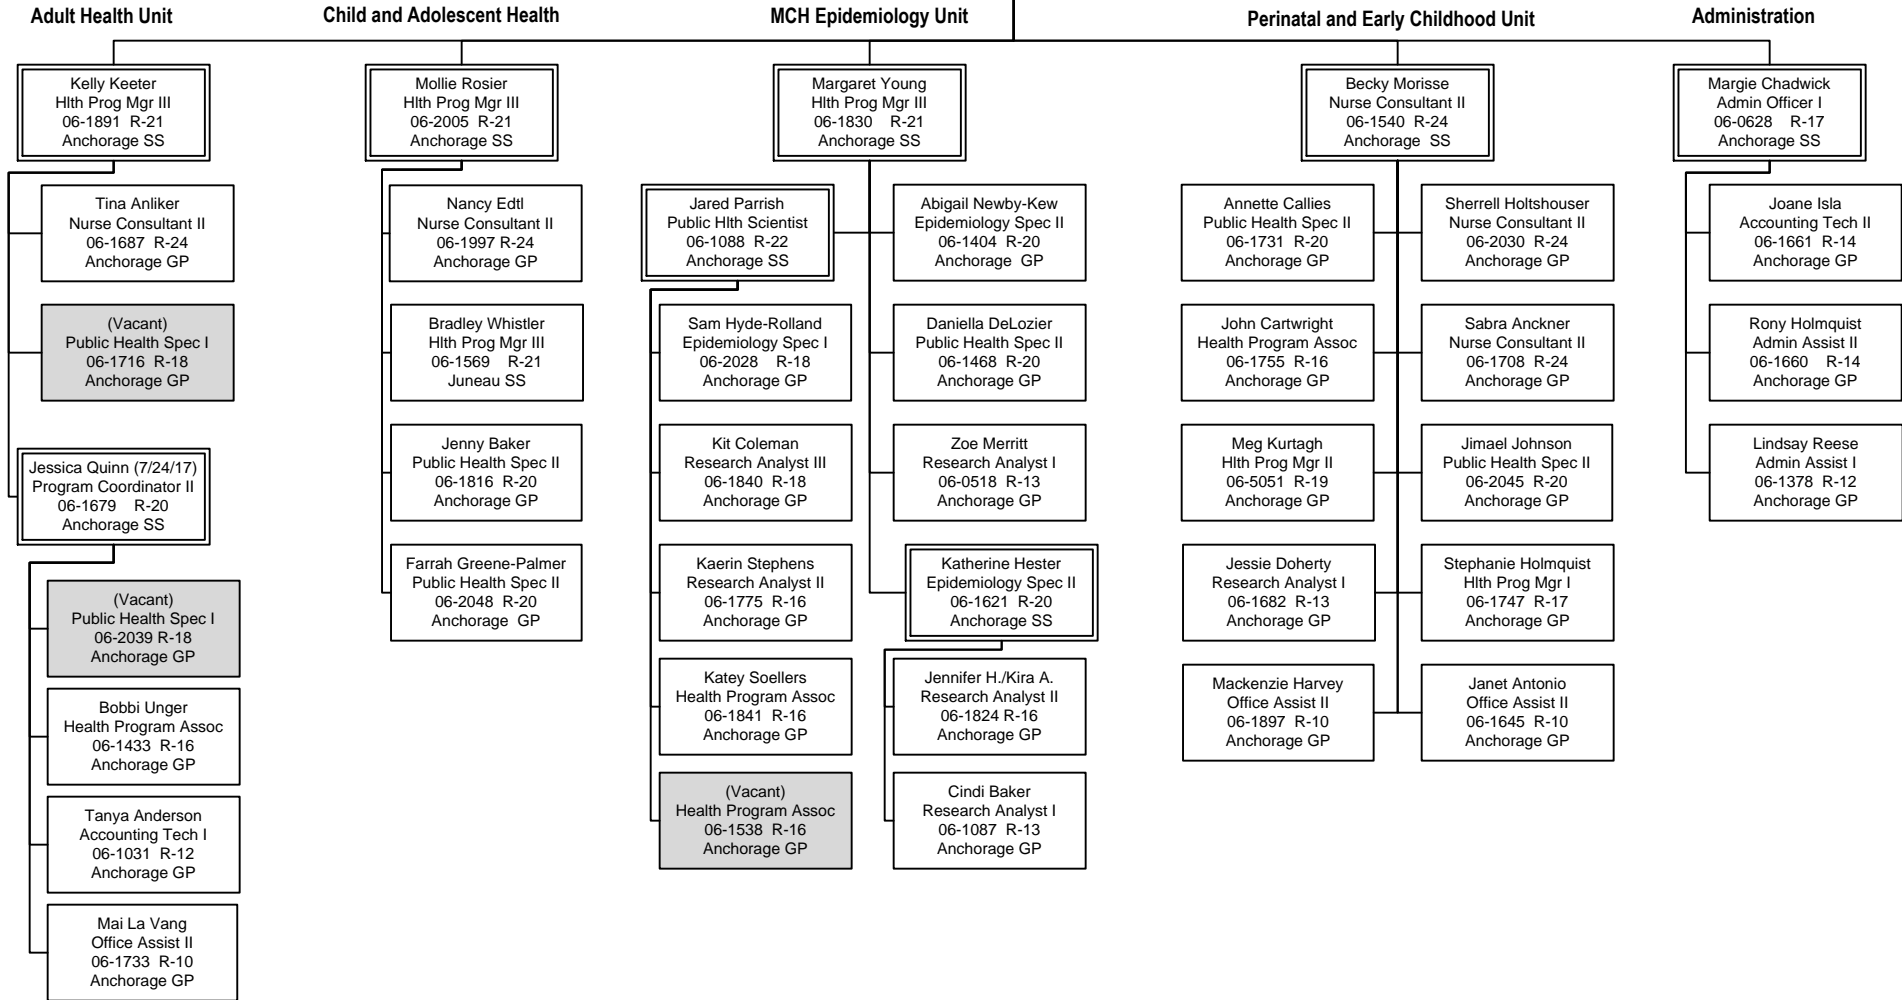 Adult Health Unit
Child and Adolescent Health
MCH Epidemiology Unit
Perinatal and Early Childhood Unit
Administration
Kelly Keeter
Hlth Prog Mgr III
06-1891 R-21
Anchorage SS
Tina Anliker
Nurse Consultant II
06-1687 R-24
Anchorage GP
(Vacant)
Public Health Spec I
06-1716 R-18
Anchorage GP
Jessica Quinn (7/24/17)
Program Coordinator II
06-1679 R-20
Anchorage SS
(Vacant)
Public Health Spec I
06-2039 R-18
Anchorage GP
Bobbi Unger
Health Program Assoc
06-1433 R-16
Anchorage GP
Tanya Anderson
Accounting Tech I
06-1031 R-12
Anchorage GP
Mai La Vang
Office Assist II
06-1733 R-10
Anchorage GP
Mollie Rosier
Hlth Prog Mgr III
06-2005 R-21
Anchorage SS
Nancy Edtl
Nurse Consultant II
06-1997 R-24
Anchorage GP
Bradley Whistler
Hlth Prog Mgr III
06-1569 R-21
Juneau SS
Jenny Baker
Public Health Spec II
06-1816 R-20
Anchorage GP
Farrah Greene-Palmer
Public Health Spec II
06-2048 R-20
Anchorage GP
Margaret Young
Hlth Prog Mgr III
06-1830 R-21
Anchorage SS
Jared Parrish
Public Hlth Scientist
06-1088 R-22
Anchorage SS
Sam Hyde-Rolland
Epidemiology Spec I
06-2028 R-18
Anchorage GP
Kit Coleman
Research Analyst III
06-1840 R-18
Anchorage GP
Kaerin Stephens
Research Analyst II
06-1775 R-16
Anchorage GP
Katey Soellers
Health Program Assoc
06-1841 R-16
Anchorage GP
(Vacant)
Health Program Assoc
06-1538 R-16
Anchorage GP
Abigail Newby-Kew
Epidemiology Spec II
06-1404 R-20
Anchorage GP
Daniella DeLozier
Public Health Spec II
06-1468 R-20
Anchorage GP
Zoe Merritt
Research Analyst I
06-0518 R-13
Anchorage GP
Katherine Hester
Epidemiology Spec II
06-1621 R-20
Anchorage SS
Jennifer H./Kira A.
Research Analyst II
06-1824 R-16
Anchorage GP
Cindi Baker
Research Analyst I
06-1087 R-13
Anchorage GP
Becky Morisse
Nurse Consultant II
06-1540 R-24
Anchorage SS
Annette Callies
Public Health Spec II
06-1731 R-20
Anchorage GP
John Cartwright
Health Program Assoc
06-1755 R-16
Anchorage GP
Meg Kurtagh
Hlth Prog Mgr II
06-5051 R-19
Anchorage GP
Jessie Doherty
Research Analyst I
06-1682 R-13
Anchorage GP
Mackenzie Harvey
Office Assist II
06-1897 R-10
Anchorage GP
Sherrell Holtshouser
Nurse Consultant II
06-2030 R-24
Anchorage GP
Sabra Anckner
Nurse Consultant II
06-1708 R-24
Anchorage GP
Jimael Johnson
Public Health Spec II
06-2045 R-20
Anchorage GP
Stephanie Holmquist
Hlth Prog Mgr I
06-1747 R-17
Anchorage GP
Janet Antonio
Office Assist II
06-1645 R-10
Anchorage GP
Margie Chadwick
Admin Officer I
06-0628 R-17
Anchorage SS
Joane Isla
Accounting Tech II
06-1661 R-14
Anchorage GP
Rony Holmquist
Admin Assist II
06-1660 R-14
Anchorage GP
Lindsay Reese
Admin Assist I
06-1378 R-12
Anchorage GP